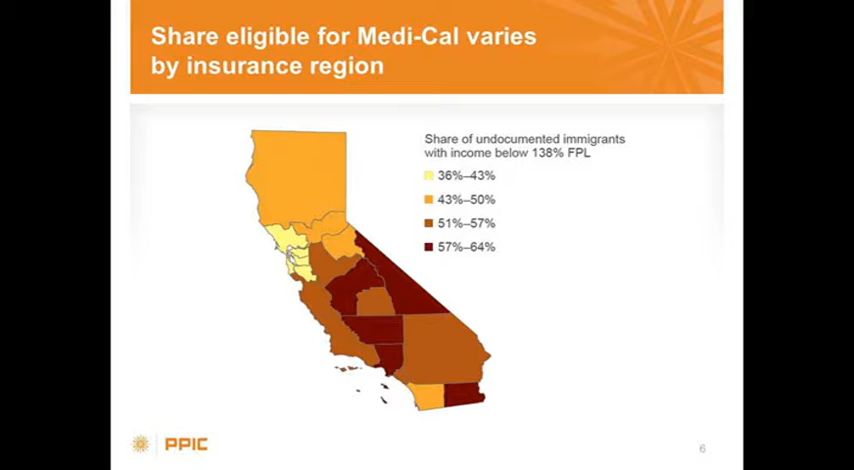 Share eligible for Medi-Cal varies
by insurance region
Share of undocumented immigrants
with income below 138% FPL
36%–43%
43%–50%
51%–57%
57%–64%
PPIC
6